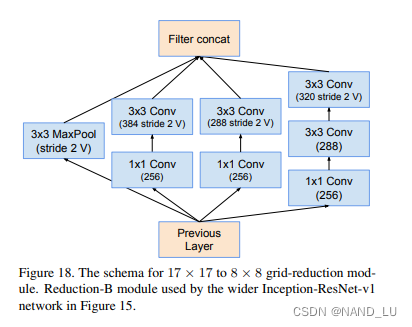 Filter concat
3x3 MaxPool
(stride 2 V)
3x3 Conv
(384 stride 2 V)
1x1 Conv
(256)
3x3 Conv
(288 stride 2 V)
1x1 Conv
(256)
3x3 Conv
(320 stride 2 V)
3x3 Conv
(288)
1x1 Conv
(256)
Previous
Layer
Figure 18. The schema for 17 × 17 to 8 × 8 grid-reduction mod-
ule. Reduction-B module used by the wider Inception-ResNet-v1
network in Figure 15.
CSDN @NAND_LU